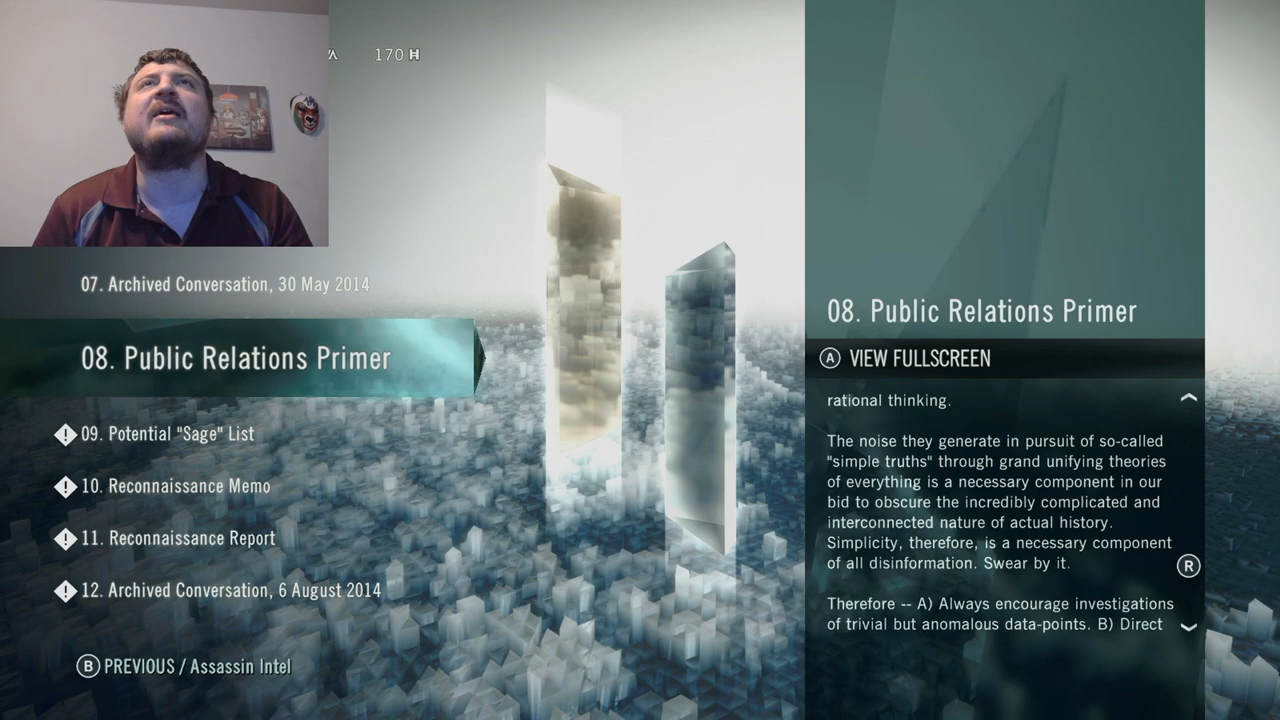 170 H
07. Archived Conversation, 30 May 2014
08. Public Relations Primer
09. Potential "Sage" List
10. Reconnaissance Memo
11. Reconnaissance Report
12. Archived Conversation, 6 August 2014
B PREVIOUS / Assassin Intel
08. Public Relations Primer
A VIEW FULLSCREEN
rational thinking.
The noise they generate in pursuit of so-called
"simple truths" through grand unifying theories
of everything is a necessary component in our
bid to obscure the incredibly complicated and
interconnected nature of actual history.
Simplicity, therefore, is a necessary component
of all disinformation. Swear by it.
R
Therefore -- A) Always encourage investigations
of trivial but anomalous data-points. B) Direct